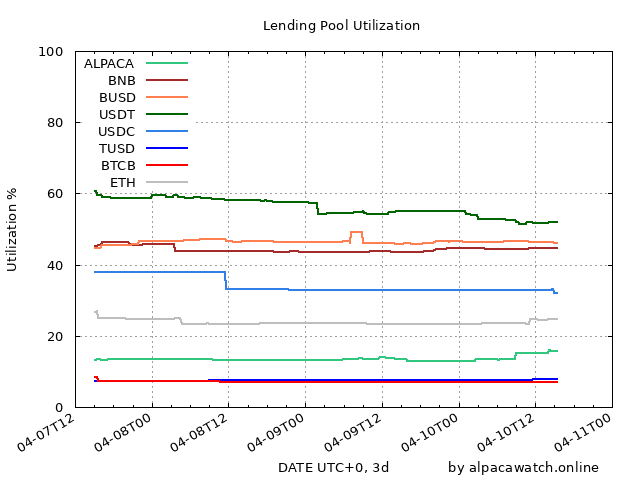 Lending Pool Utilization
100
80
60
40
20
0
Utilization %
ALPACA
BNB
BUSD
USDT
USDC
TUSD
BTCB
ETH
04-07T12
04-08T00
04-08T12
04-09T00
04-09T12
04-10T00
04-10T12
04-11T00
DATE UTC+0, 3d
by alpacawatch.online